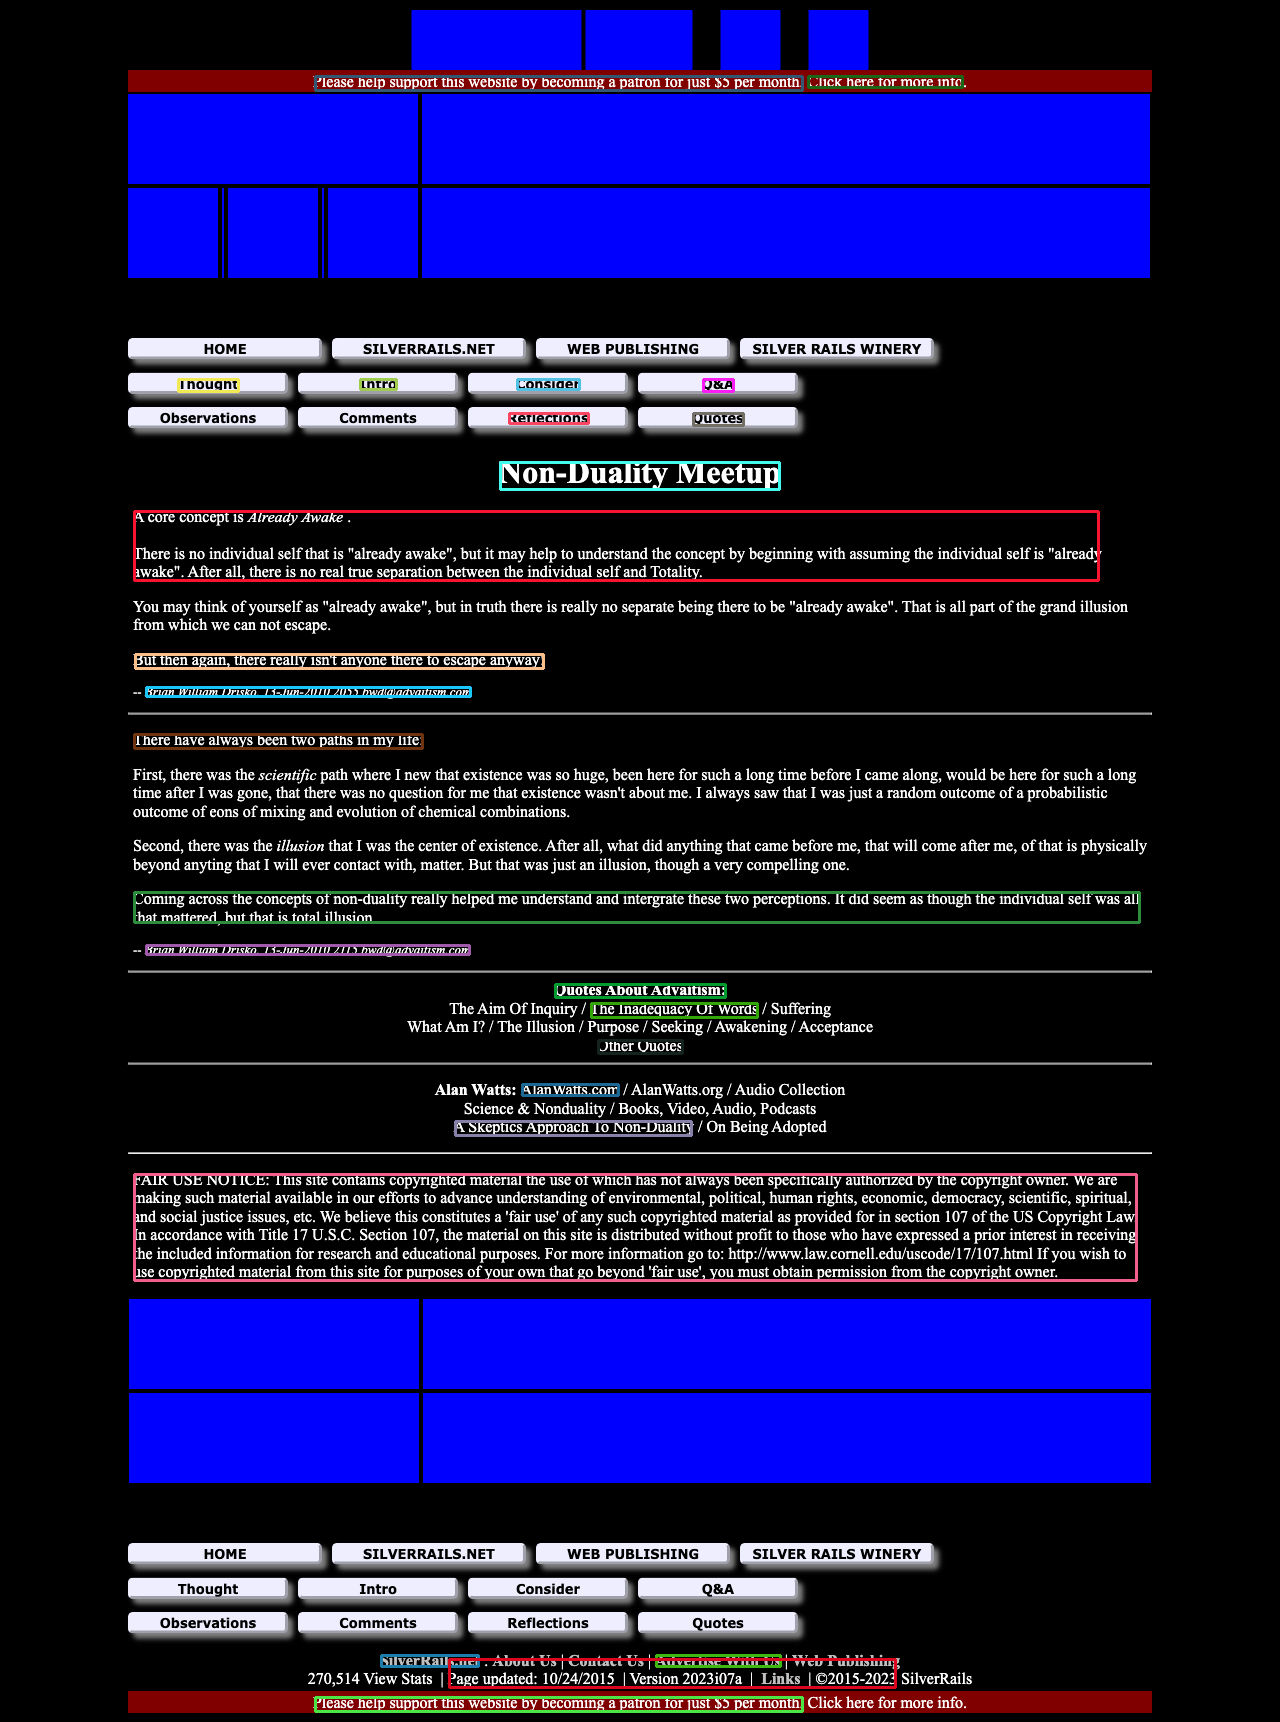 Please help support this website by becoming a patron for just $5 per month. Click here for more info.
HOME SILVERRAILS.NET WEB PUBLISHING SILVER RAILS WINERY
Thought Intro Consider Q&A
Observations Comments Reflections Quotes
Non-Duality Meetup
A core concept is Already Awake .
There is no individual self that is "already awake", but it may help to understand the concept by beginning with assuming the individual self is "already
awake". After all, there is no real true separation between the individual self and Totality.
You may think of yourself as "already awake", but in truth there is really no separate being there to be "already awake". That is all part of the grand illusion
from which we can not escape.
But then again, there really isn't anyone there to escape anyway!
-- Brian William Drisko, 13-Jun-2010 2055 bwd@advaitism.com
There have always been two paths in my life:
First, there was the scientific path where I new that existence was so huge, been here for such a long time before I came along, would be here for such a long
time after I was gone, that there was no question for me that existence wasn't about me. I always saw that I was just a random outcome of a probabilistic
outcome of eons of mixing and evolution of chemical combinations.
Second, there was the illusion that I was the center of existence. After all, what did anything that came before me, that will come after me, of that is physically
beyond anyting that I will ever contact with, matter. But that was just an illusion, though a very compelling one.
Coming across the concepts of non-duality really helped me understand and intergrate these two perceptions. It did seem as though the individual self was all
that mattered, but that is total illusion.
-- Brian William Drisko, 13-Jun-2010 2115 bwd@advaitism.com
Quotes About Advaitism:
The Aim Of Inquiry / The Inadequacy Of Words / Suffering
What Am I? / The Illusion / Purpose / Seeking / Awakening / Acceptance
Other Quotes
Alan Watts: AlanWatts.com / AlanWatts.org / Audio Collection
Science & Nonduality / Books, Video, Audio, Podcasts
A Skeptics Approach To Non-Duality / On Being Adopted
FAIR USE NOTICE: This site contains copyrighted material the use of which has not always been specifically authorized by the copyright owner. We are
making such material available in our efforts to advance understanding of environmental, political, human rights, economic, democracy, scientific, spiritual,
and social justice issues, etc. We believe this constitutes a 'fair use' of any such copyrighted material as provided for in section 107 of the US Copyright Law.
In accordance with Title 17 U.S.C. Section 107, the material on this site is distributed without profit to those who have expressed a prior interest in receiving
the included information for research and educational purposes. For more information go to: http://www.law.cornell.edu/uscode/17/107.html If you wish to
use copyrighted material from this site for purposes of your own that go beyond 'fair use', you must obtain permission from the copyright owner.
HOME SILVERRAILS.NET WEB PUBLISHING SILVER RAILS WINERY
Thought Intro Consider Q&A
Observations Comments Reflections Quotes
SilverRails.net : About Us | Contact Us | Advertise With Us | Web Publishing
270,514 View Stats | Page updated: 10/24/2015 | Version 2023i07a | Links | ©2015-2023 SilverRails
Please help support this website by becoming a patron for just $5 per month. Click here for more info.